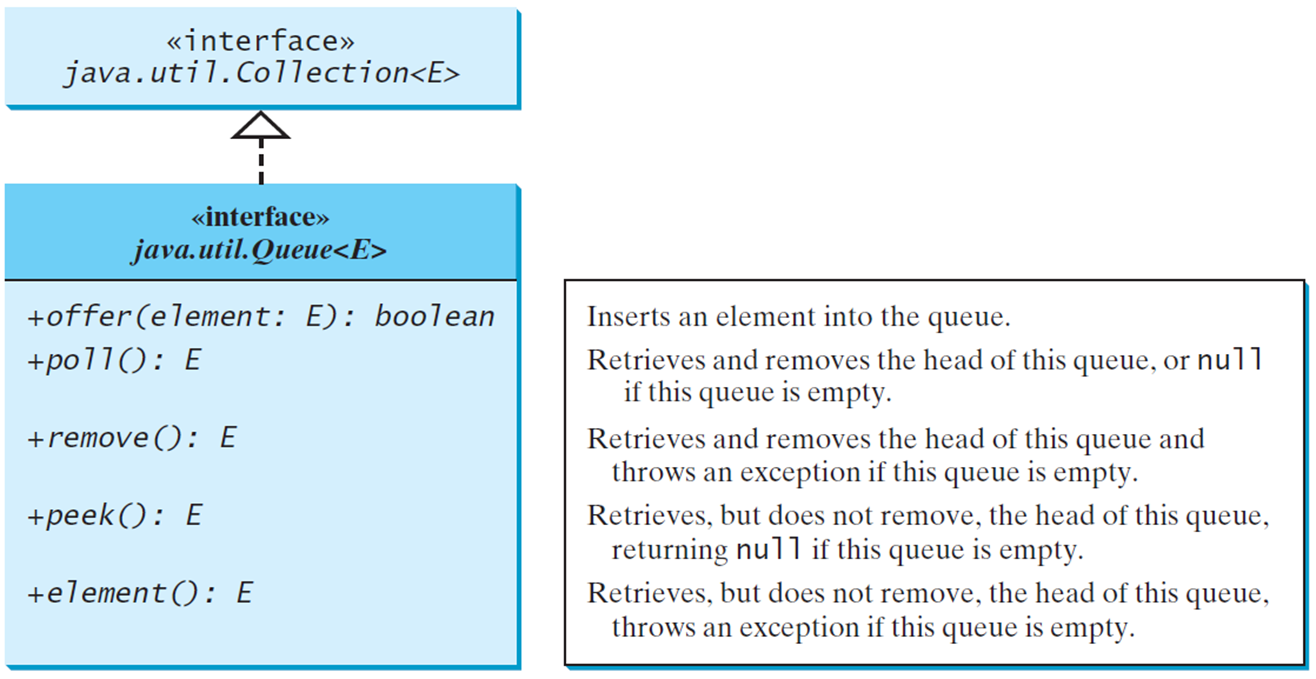 «interface»
java.util.Collection<E>
«interface»
java.util.Queue<E>
+offer(element: E): boolean
Inserts an element into the queue.
+poll(): E
Retrieves and removes the head of this queue, or null
if this queue is empty.
+remove(): E
Retrieves and removes the head of this queue and
throws an exception if this queue is empty.
+peek(): E
Retrieves, but does not remove, the head of this queue,
returning null if this queue is empty.
+element(): E
Retrieves, but does not remove, the head of this queue,
throws an exception if this queue is empty.